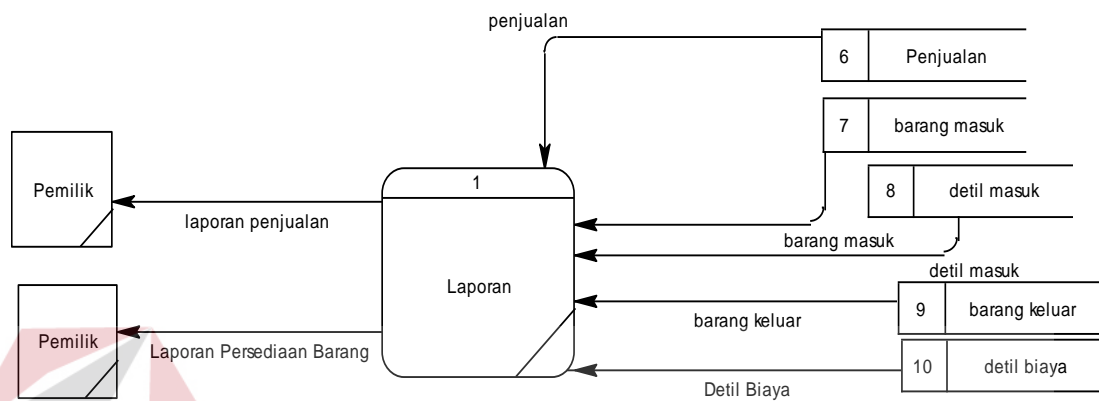 penjualan
6 Penjualan
7 barang masuk
8 detil masuk
1
Pemilik
laporan penjualan
barang masuk
detil masuk
Laporan
9 barang keluar
barang keluar
Pemilik
Laporan Persediaan Barang
10 detil biaya
Detil Biaya